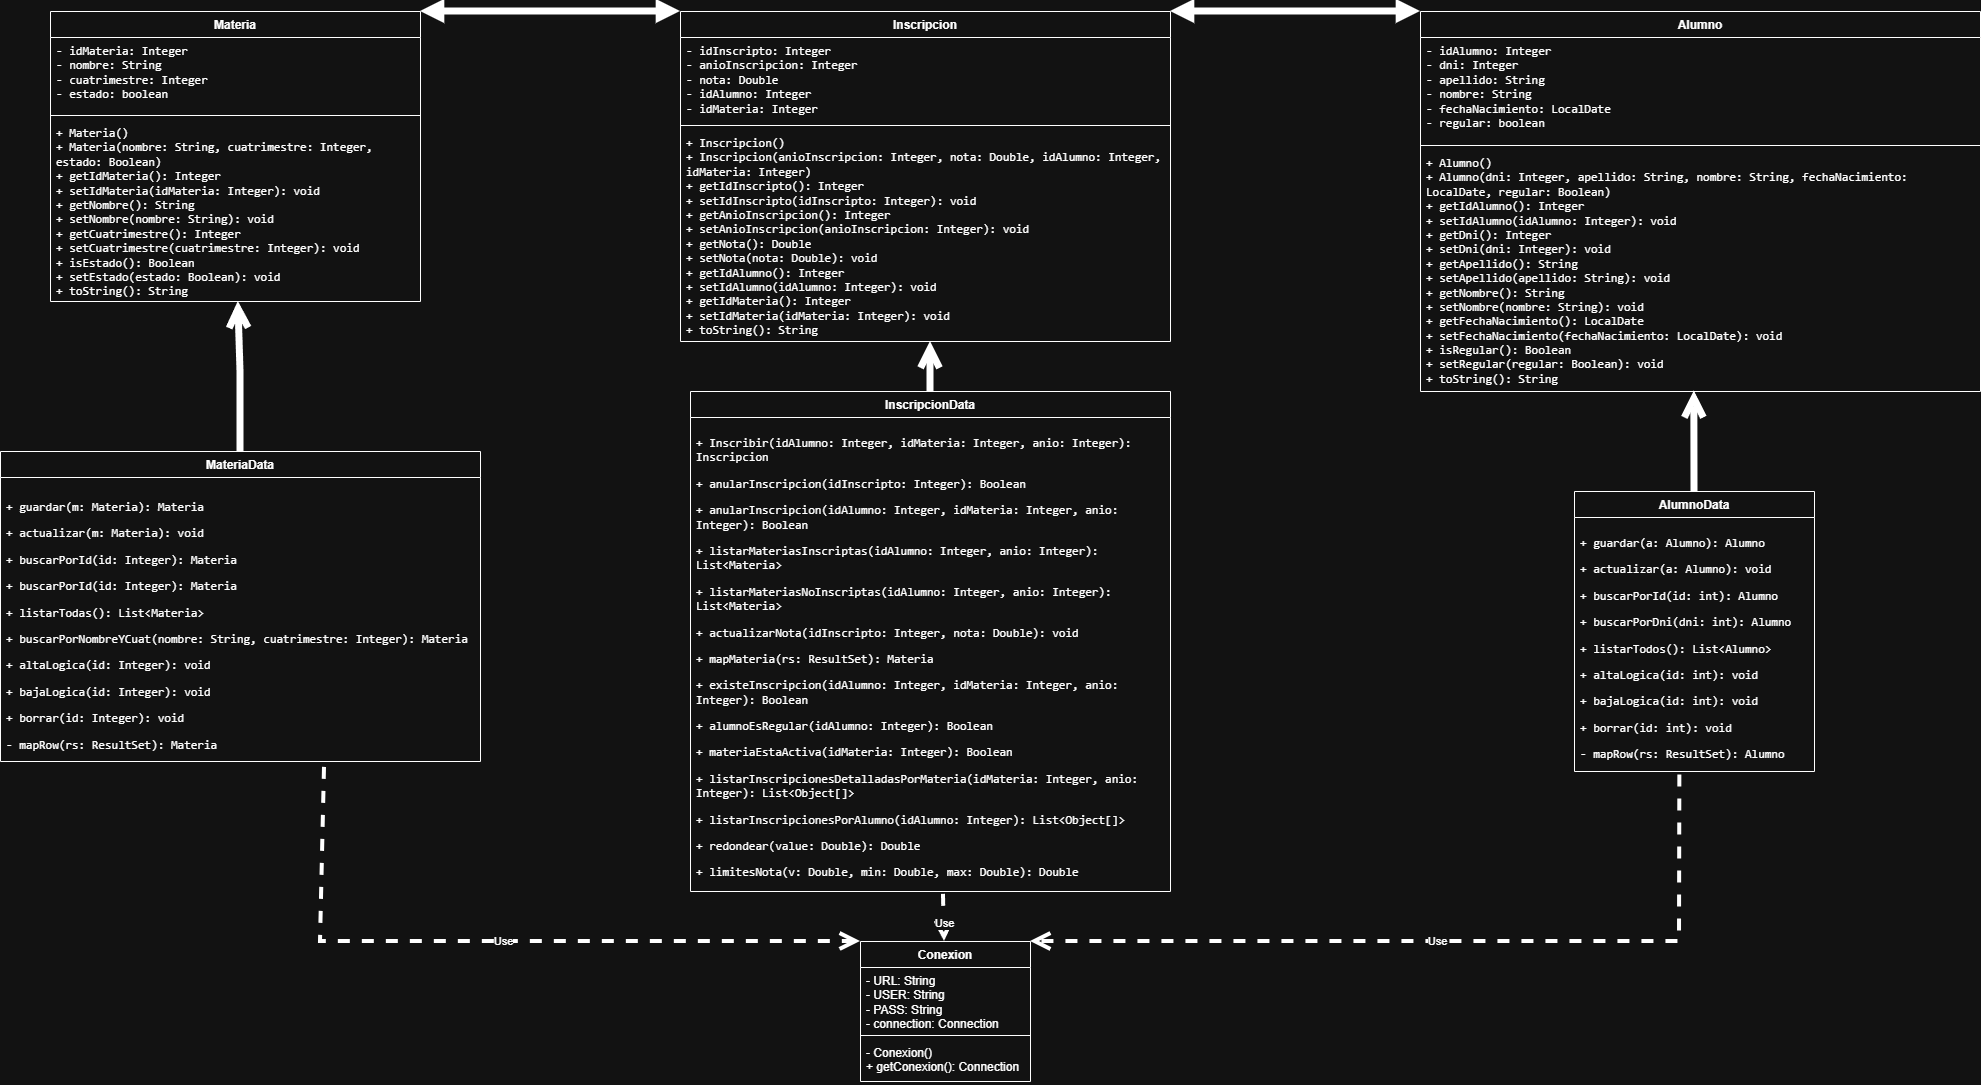 Materia
- idMateria: Integer
- nombre: String
- cuatrimestre: Integer
- estado: boolean
+ Materia()
+ Materia(nombre: String, cuatrimestre: Integer,
estado: Boolean)
+ getIdMateria(): Integer
+ setIdMateria(idMateria: Integer): void
+ getNombre(): String
+ setNombre(nombre: String): void
+ getCuatrimestre(): Integer
+ setCuatrimestre(cuatrimestre: Integer): void
+ isEstado(): Boolean
+ setEstado(estado: Boolean): void
+ toString(): String
Inscripcion
- idInscripto: Integer
- anioInscripcion: Integer
- nota: Double
- idAlumno: Integer
- idMateria: Integer
+ Inscripcion()
+ Inscripcion(anioInscripcion: Integer, nota: Double, idAlumno: Integer,
idMateria: Integer)
+ getIdInscripto(): Integer
+ setIdInscripto(idInscripto: Integer): void
+ getAnioInscripcion(): Integer
+ setAnioInscripcion(anioInscripcion: Integer): void
+ getNota(): Double
+ setNota(nota: Double): void
+ getIdAlumno(): Integer
+ setIdAlumno(idAlumno: Integer): void
+ getIdMateria(): Integer
+ setIdMateria(idMateria: Integer): void
+ toString(): String
Alumno
- idAlumno: Integer
- dni: Integer
- apellido: String
- nombre: String
- fechaNacimiento: LocalDate
- regular: boolean
+ Alumno()
+ Alumno(dni: Integer, apellido: String, nombre: String, fechaNacimiento:
LocalDate, regular: Boolean)
+ getIdAlumno(): Integer
+ setIdAlumno(idAlumno: Integer): void
+ getDni(): Integer
+ setDni(dni: Integer): void
+ getApellido(): String
+ setApellido(apellido: String): void
+ getNombre(): String
+ setNombre(nombre: String): void
+ getFechaNacimiento(): LocalDate
+ setFechaNacimiento(fechaNacimiento: LocalDate): void
+ isRegular(): Boolean
+ setRegular(regular: Boolean): void
+ toString(): String
MateriaData
+ guardar(m: Materia): Materia
+ actualizar(m: Materia): void
+ buscarPorId(id: Integer): Materia
+ buscarPorId(id: Integer): Materia
+ listarTodas(): List<Materia>
+ buscarPorNombreYCuat(nombre: String, cuatrimestre: Integer): Materia
+ altaLogica(id: Integer): void
+ bajaLogica(id: Integer): void
+ borrar(id: Integer): void
- mapRow(rs: ResultSet): Materia
InscripcionData
+ Inscribir(idAlumno: Integer, idMateria: Integer, anio: Integer):
Inscripcion
+ anularInscripcion(idInscripto: Integer): Boolean
+ anularInscripcion(idAlumno: Integer, idMateria: Integer, anio:
Integer): Boolean
+ listarMateriasInscriptas(idAlumno: Integer, anio: Integer):
List<Materia>
+ listarMateriasNoInscriptas(idAlumno: Integer, anio: Integer):
List<Materia>
+ actualizarNota(idInscripto: Integer, nota: Double): void
+ mapMateria(rs: ResultSet): Materia
+ existeInscripcion(idAlumno: Integer, idMateria: Integer, anio:
Integer): Boolean
+ alumnoEsRegular(idAlumno: Integer): Boolean
+ materiaEstaActiva(idMateria: Integer): Boolean
+ listarInscripcionesDetalladasPorMateria(idMateria: Integer, anio:
Integer): List<Object[]>
+ listarInscripcionesPorAlumno(idAlumno: Integer): List<Object[]>
+ redondear(value: Double): Double
+ limitesNota(v: Double, min: Double, max: Double): Double
AlumnoData
+ guardar(a: Alumno): Alumno
+ actualizar(a: Alumno): void
+ buscarPorId(id: int): Alumno
+ buscarPorDni(dni: int): Alumno
+ listarTodos(): List<Alumno>
+ altaLogica(id: int): void
+ bajaLogica(id: int): void
+ borrar(id: int): void
- mapRow(rs: ResultSet): Alumno
Use
Use
Use
Conexion
- URL: String
- USER: String
- PASS: String
- connection: Connection
- Conexion()
+ getConexion(): Connection